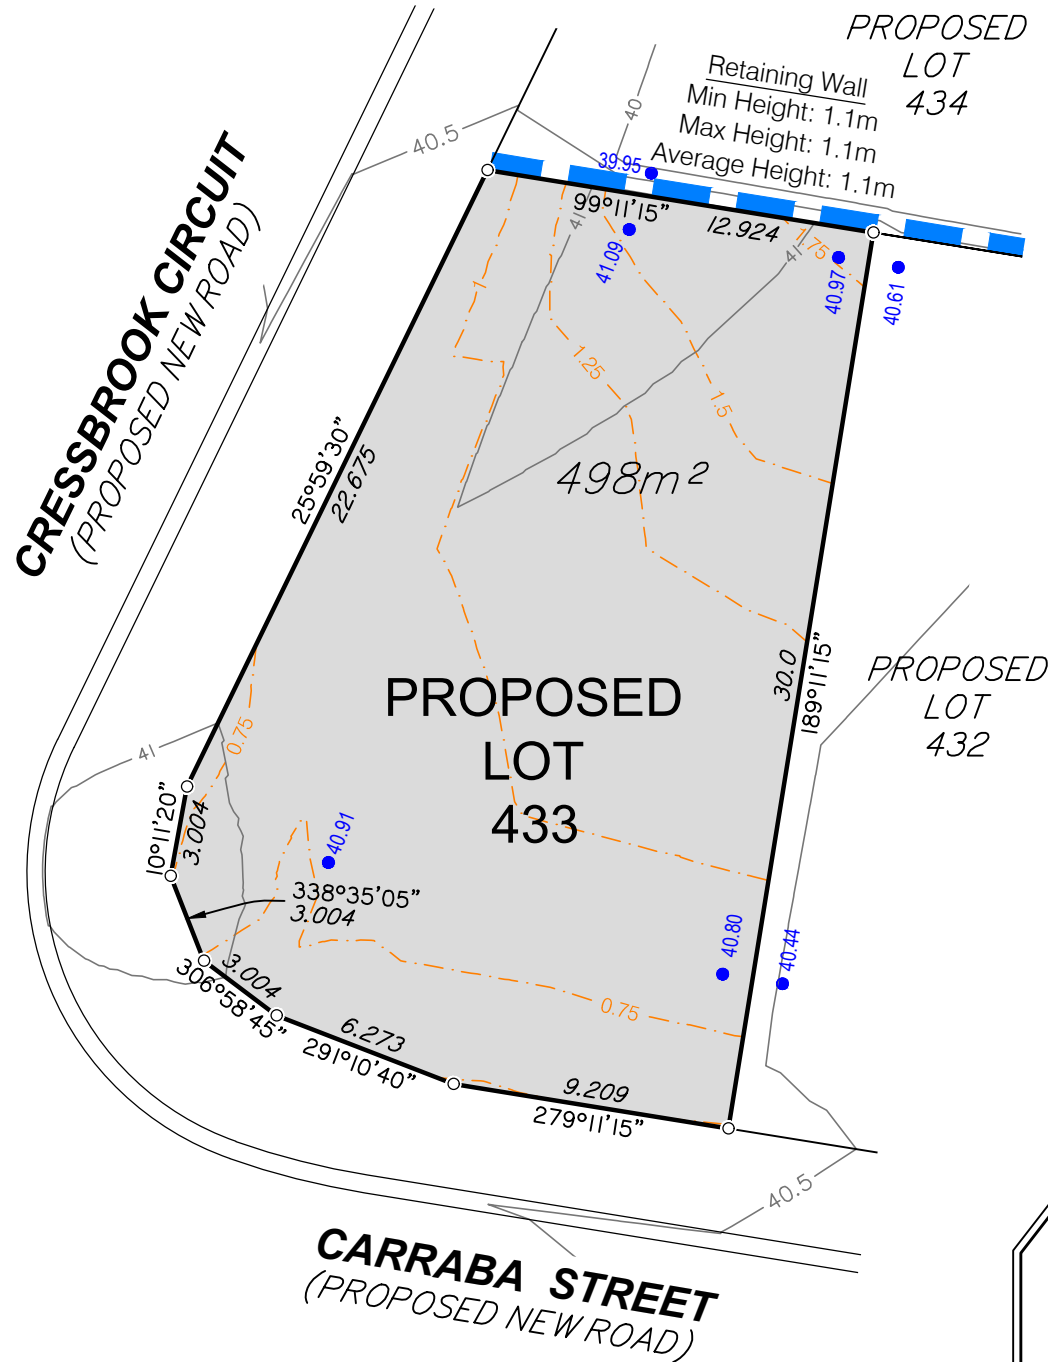 PROPOSED
LOT
434
Retaining Wall
Min Height: 1.1m
Max Height: 1.1m
Average Height: 1.1m
40
40.5
39.95
99°11'15"
12.924
41
41
1.75
41.09
40.97
40.61
CRESSBROOK CIRCUIT
(PROPOSED NEW ROAD)
1
1.25
1.5
25°59'30"
22.675
498m²
30.0
189°11'15"
PROPOSED
LOT
432
PROPOSED
LOT
433
0.75
41
10°11'20"
3.004
40.91
338°35'05"
3.004
40.80
40.44
3.004
306°58'45"
0.75
6.273
291°10'40"
9.209
279°11'15"
40.5
CARRABA STREET
(PROPOSED NEW ROAD)